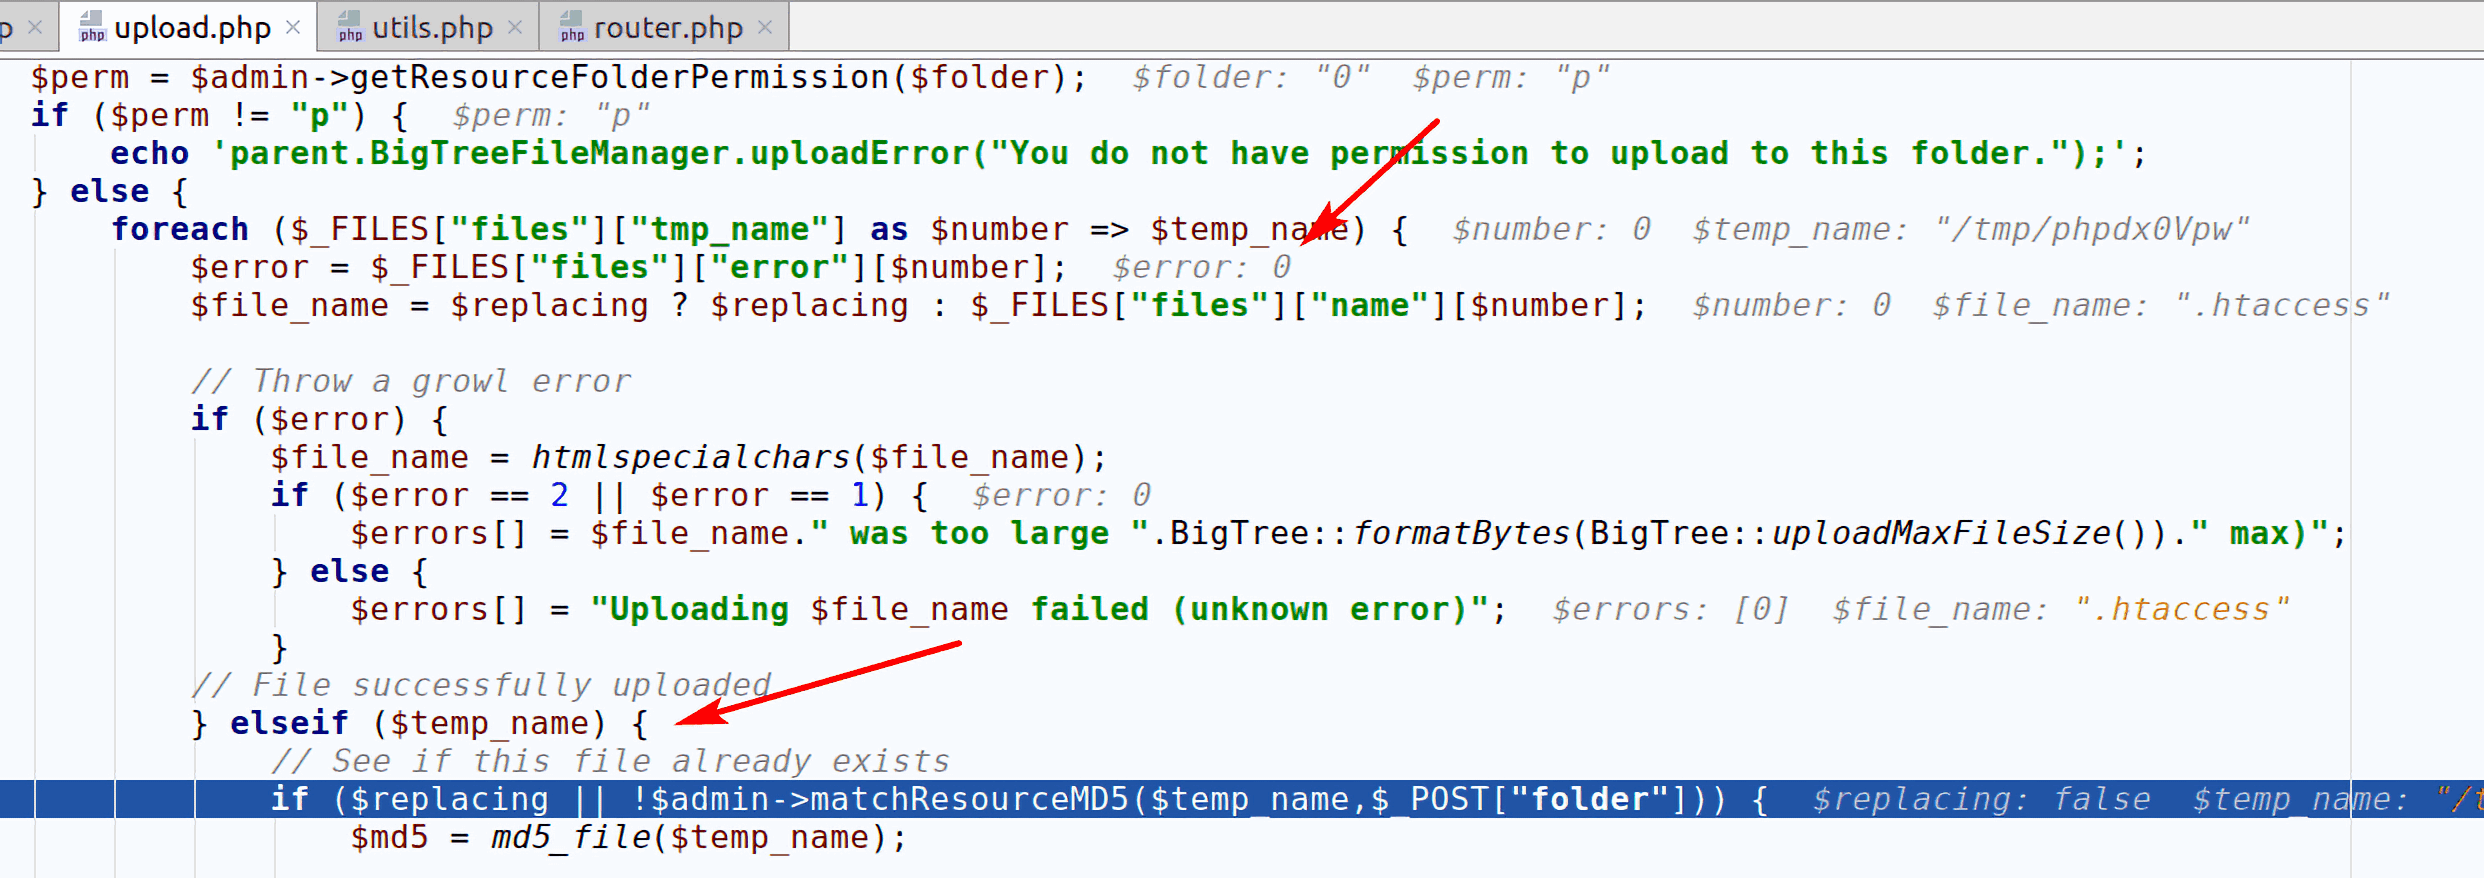 p × upload.php × utils.php × router.php ×
$perm = $admin->getResourceFolderPermission($folder);  $folder: "0"  $perm: "p"
if ($perm != "p") {  $perm: "p"
    echo 'parent.BigTreeFileManager.uploadError("You do not have permission to upload to this folder.");';
} else {
    foreach ($_FILES["files"]["tmp_name"] as $number => $temp_name) {  $number: 0  $temp_name: "/tmp/phpdx0Vpw"
        $error = $_FILES["files"]["error"][$number];  $error: 0
        $file_name = $replacing ? $replacing : $_FILES["files"]["name"][$number];  $number: 0  $file_name: ".htaccess"
        // Throw a growl error
        if ($error) {
            $file_name = htmlspecialchars($file_name);
            if ($error == 2 || $error == 1) {  $error: 0
                $errors[] = $file_name." was too large ".BigTree::formatBytes(BigTree::uploadMaxFileSize())." max)";
            } else {
                $errors[] = "Uploading $file_name failed (unknown error)";  $errors: [0]  $file_name: ".htaccess"
            }
        // File successfully uploaded
        } elseif ($temp_name) {
            // See if this file already exists
            if ($replacing || !$admin->matchResourceMD5($temp_name,$_POST["folder"])) {  $replacing: false  $temp_name: "/t
                $md5 = md5_file($temp_name);